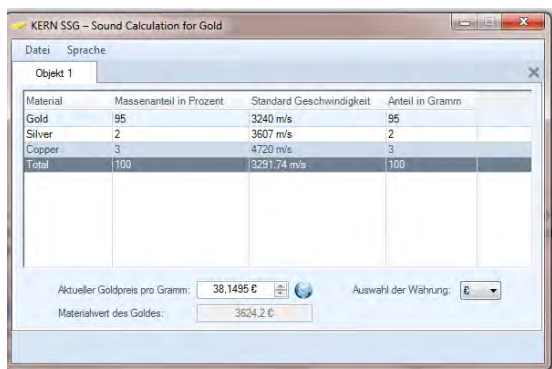 KERN SSG – Sound Calculation for Gold
Datei Sprache
Objekt 1
Material Massenanteil in Prozent Standard Geschwindigkeit Anteil in Gramm
Gold 95 3240 m/s 95
Silver 2 3607 m/s 2
Copper 3 4720 m/s 3
Total 100 3291.74 m/s 100
Aktueller Goldpreis pro Gramm: 38,1495 € Auswahl der Währung: €
Materialwert des Goldes: 3624,2 €